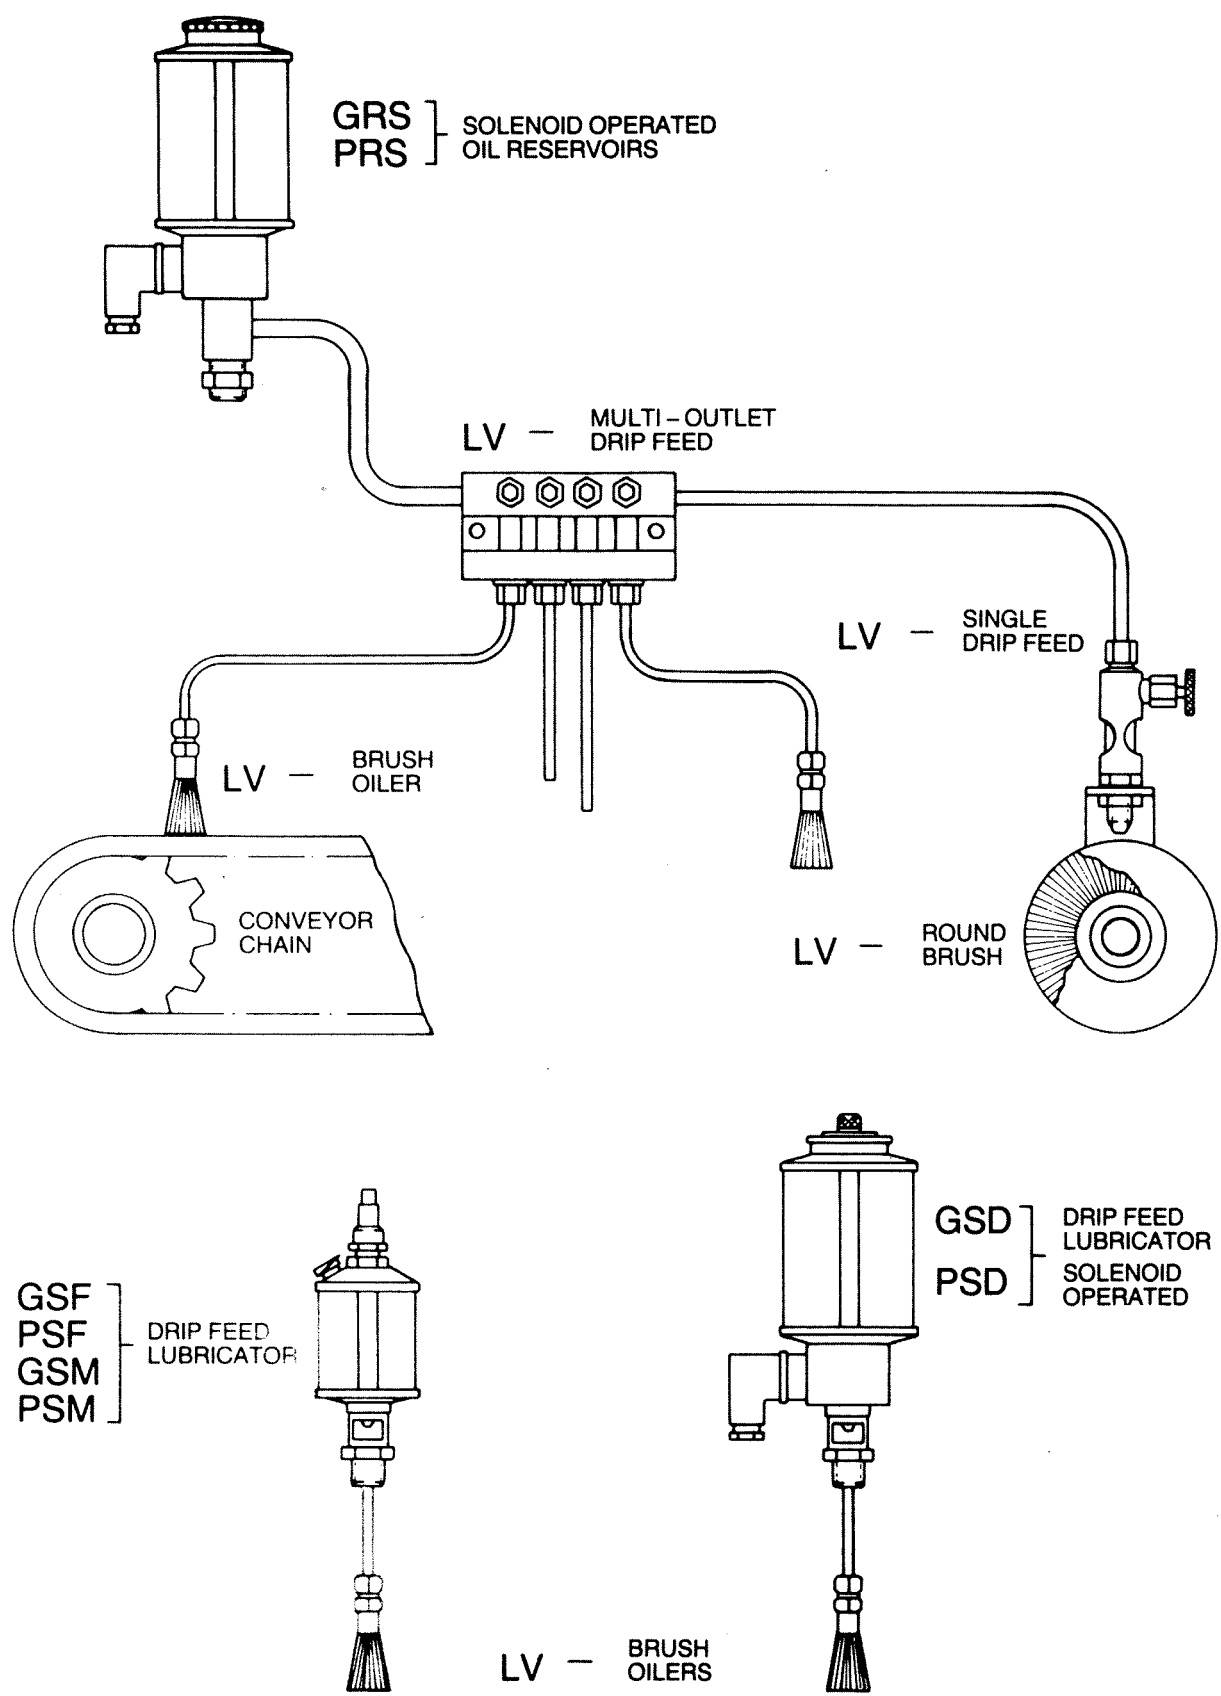 GRS
PRS
SOLENOID OPERATED
OIL RESERVOIRS
LV – MULTI – OUTLET
DRIP FEED
LV – SINGLE
DRIP FEED
LV – BRUSH
OILER
CONVEYOR
CHAIN
LV – ROUND
BRUSH
GSF
PSF
GSM
PSM
DRIP FEED
LUBRICATOR
GSD
PSD
DRIP FEED
LUBRICATOR
SOLENOID
OPERATED
LV – BRUSH
OILERS